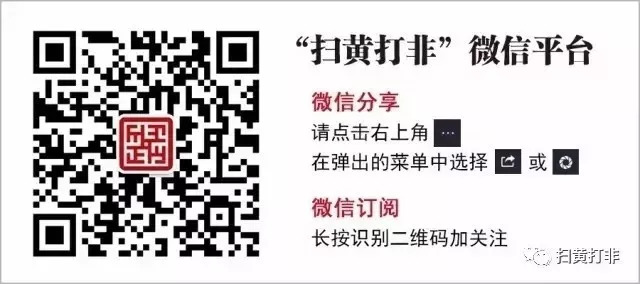 “扫黄打非”微信平台
微信分享
请点击右上角
在弹出的菜单中选择 或
微信订阅
长按识别二维码加关注
扫黄打非